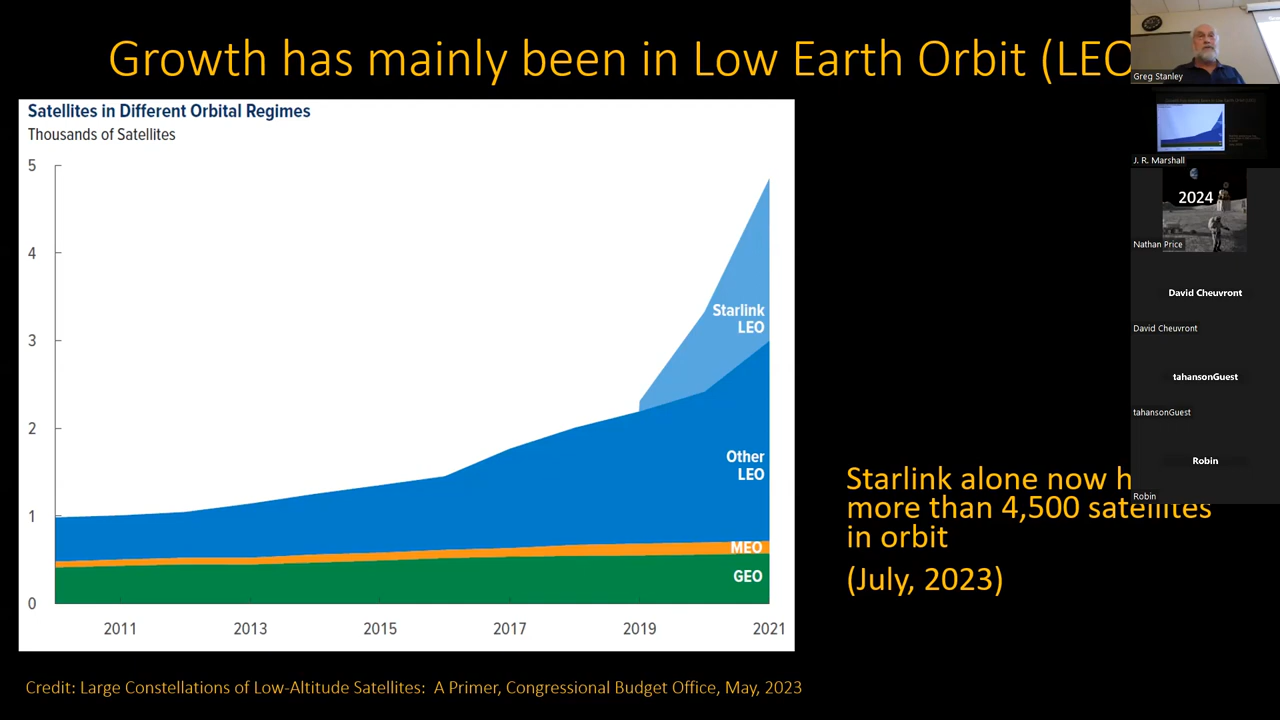 Growth has mainly been in Low Earth Orbit (LEO
Satellites in Different Orbital Regimes
Thousands of Satellites
5
4
3
2
1
0
Starlink
LEO
Other
LEO
MEO
GEO
2011 2013 2015 2017 2019 2021
Starlink alone now h
more than 4,500 satellites
in orbit
(July, 2023)
Credit: Large Constellations of Low-Altitude Satellites: A Primer, Congressional Budget Office, May, 2023
Greg Stanley
J. R. Marshall
2024
Nathan Price
David Cheuvront
David Cheuvront
tahansonGuest
tahansonGuest
Robin
Robin